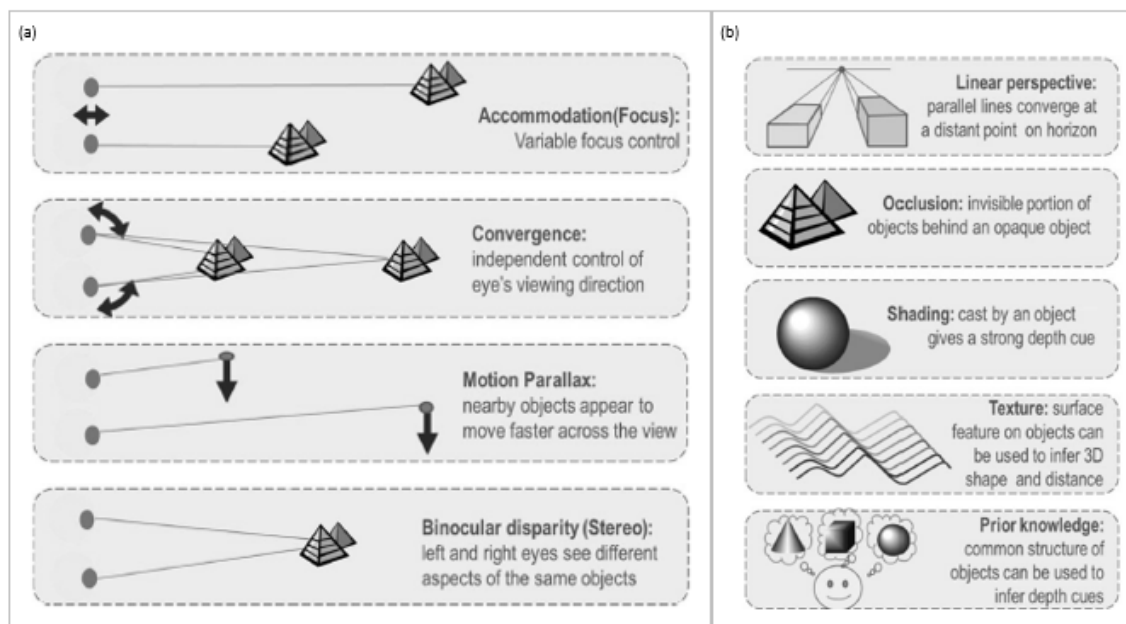 (a)
Accommodation(Focus):
Variable focus control
Convergence:
independent control of
eye's viewing direction
Motion Parallax:
nearby objects appear to
move faster across the view
Binocular disparity (Stereo):
left and right eyes see different
aspects of the same objects
(b)
Linear perspective:
parallel lines converge at
a distant point on horizon
Occlusion: invisible portion of
objects behind an opaque object
Shading: cast by an object
gives a strong depth cue
Texture: surface
feature on objects can
be used to infer 3D
shape and distance
Prior knowledge:
common structure of
objects can be used to
infer depth cues